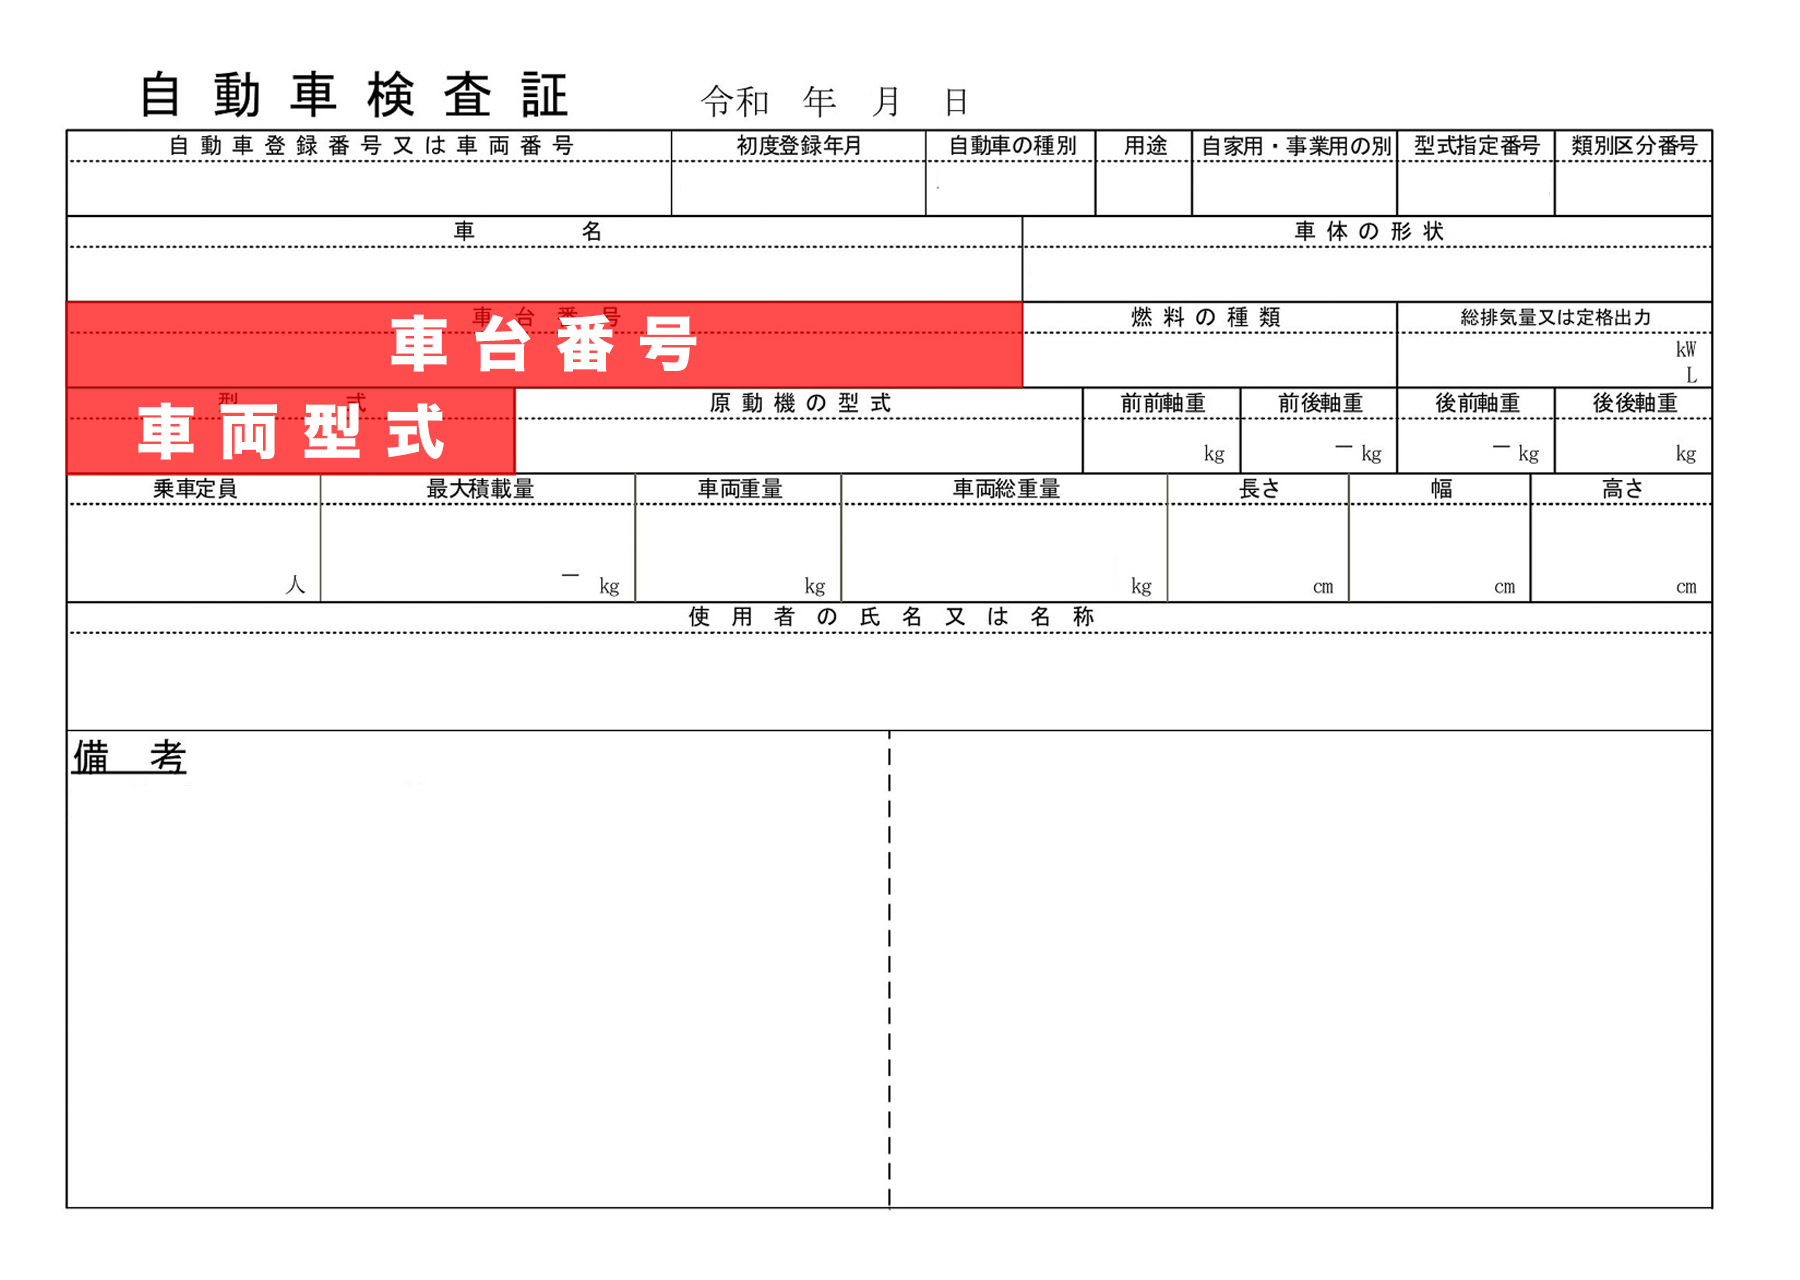 自動車検査証 令和 年 月 日
自動車登録番号又は車両番号 初度登録年月 自動車の種別 用途 自家用・事業用の別 型式指定番号 類別区分番号
車 名 車体の形状
車台番号 燃料の種類 総排気量又は定格出力
車台番号
kW
L
型 式 原動機の型式 前前軸重 前後軸重 後前軸重 後後軸重
車両型式
kg ー kg ー kg kg
乗車定員 最大積載量 車両重量 車両総重量 長さ 幅 高さ
人 ー kg kg kg cm cm cm
使用者の氏名又は名称
備 考